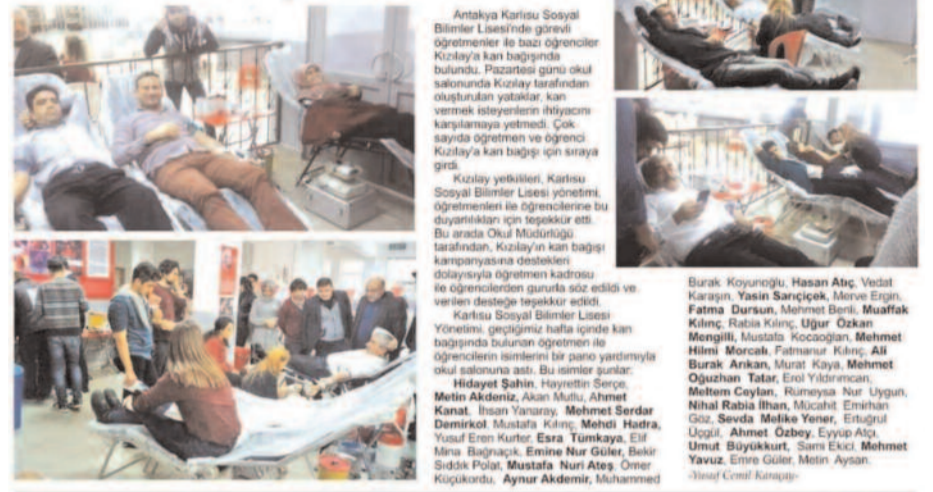 Antakya Karlısu Sosyal
Bilimler Lisesi'nde görevli
öğretmenler ile bazı öğrenciler
Kızılay'a kan bağışında
bulundu. Pazartesi günü okul
salonunda Kızılay tarafından
oluşturulan yataklar, kan
vermek isteyenlerin ihtiyacını
karşılamaya yetmedi. Çok
sayıda öğretmen ve öğrenci
Kızılay'a kan bağışı için sıraya
girdi.
Kızılay yetkilileri, Karlısu
Sosyal Bilimler Lisesi yönetimi,
öğretmenleri ile öğrencilerine bu
duyarlılıkları için teşekkür etti.
Bu arada Okul Müdürlüğü
tarafından, Kızılay'ın kan bağışı
kampanyasına destekleri
dolayısıyla öğretmen kadrosu
ile öğrencilerden gururla söz edildi ve
verilen desteğe teşekkür edildi.
Karlısu Sosyal Bilimler Lisesi
Yönetimi, geçtiğimiz hafta içinde kan
bağışında bulunan öğretmen ile
öğrencilerin isimlerini bir pano yardımıyla
okul salonuna astı. Bu isimler şunlar:
Hidayet Şahin, Hayrettin Serçe,
Metin Akdeniz, Akan Mutlu, Ahmet
Kanat, İhsan Yanaray, Mehmet Serdar
Demirkol, Mustafa Kılınç, Mehdi Hadra,
Yusuf Eren Kurter, Esra Tümkaya, Elif
Mina Bağnaçık, Emine Nur Güler, Bekir
Sıddık Polat, Mustafa Nuri Ateş, Ömer
Küçükordu, Aynur Akdemir, Muhammed
Burak Koyunoğlu, Hasan Atıç, Vedat
Karaşın, Yasin Sarıçiçek, Merve Ergin,
Fatma Dursun, Mehmet Benli, Muaffak
Kılınç, Rabia Kılınç, Uğur Özkan
Mengilli, Mustafa Kocaoğlan, Mehmet
Hilmi Morcalı, Fatmanur Kılınç, Ali
Burak Arıkan, Murat Kaya, Mehmet
Oğuzhan Tatar, Erol Yıldırımcan,
Meltem Ceylan, Rümeysa Nur Uygun,
Nihal Rabia İlhan, Mücahit Emirhan
Göz, Sevda Melike Yener, Ertuğrul
Üçgül, Ahmet Özbey, Eyyüp Atçı,
Umut Büyükkurt, Sami Ekici, Mehmet
Yavuz, Emre Güler, Metin Aysan.
-Yusuf Cemil Karaçay-